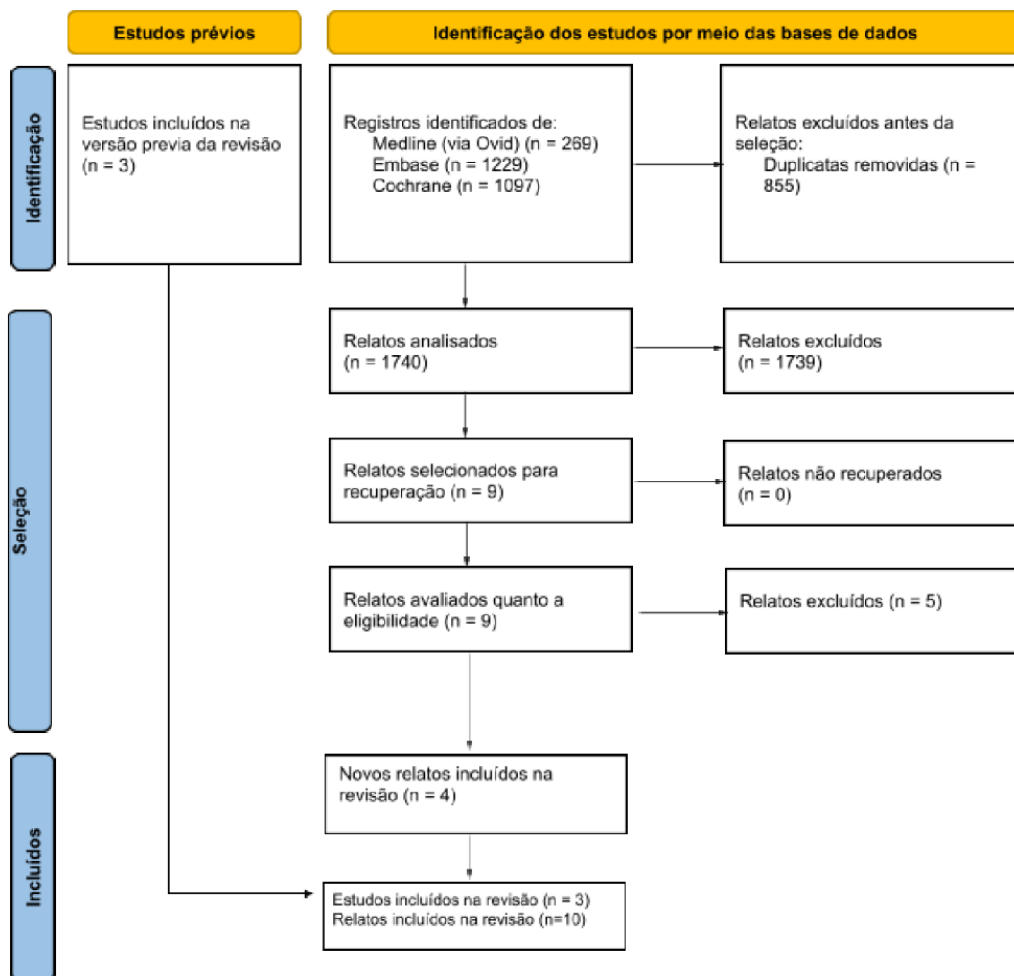 Estudos prévios
Identificação dos estudos por meio das bases de dados
Identificação
Estudos incluídos na
versão previa da revisão
(n = 3)
Registros identificados de:
Medline (via Ovid) (n = 269)
Embase (n = 1229)
Cochrane (n = 1097)
Relatos excluídos antes da
seleção:
Duplicatas removidas (n =
855)
Seleção
Relatos analisados
(n = 1740)
Relatos excluídos
(n = 1739)
Relatos selecionados para
recuperação (n = 9)
Relatos não recuperados
(n = 0)
Relatos avaliados quanto a
eligibilidade (n = 9)
Relatos excluídos (n = 5)
Incluídos
Novos relatos incluídos na
revisão (n = 4)
Estudos incluídos na revisão (n = 3)
Relatos incluídos na revisão (n=10)